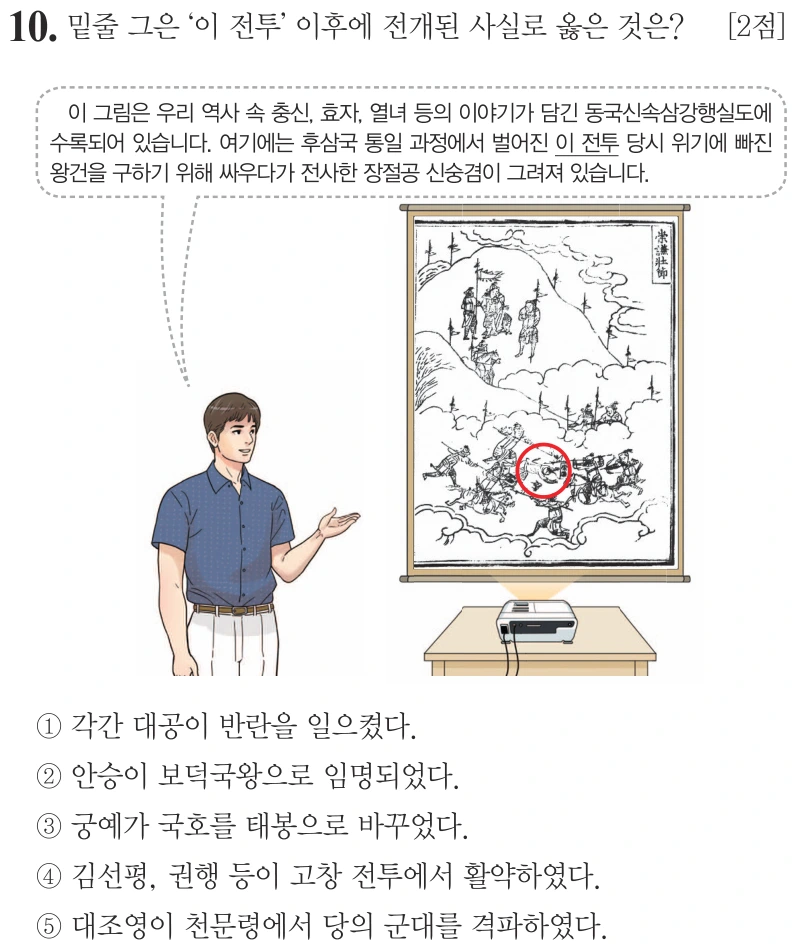 10. 밑줄 그은 ‘이 전투’ 이후에 전개된 사실로 옳은 것은? [2점]
이 그림은 우리 역사 속 충신, 효자, 열녀 등의 이야기가 담긴 동국신속삼강행실도에
수록되어 있습니다. 여기에는 후삼국 통일 과정에서 벌어진 이 전투 당시 위기에 빠진
왕건을 구하기 위해 싸우다가 전사한 장절공 신숭겸이 그려져 있습니다.
崇謙壯節
① 각간 대공이 반란을 일으켰다.
② 안승이 보덕국왕으로 임명되었다.
③ 궁예가 국호를 태봉으로 바꾸었다.
④ 김선평, 권행 등이 고창 전투에서 활약하였다.
⑤ 대조영이 천문령에서 당의 군대를 격파하였다.